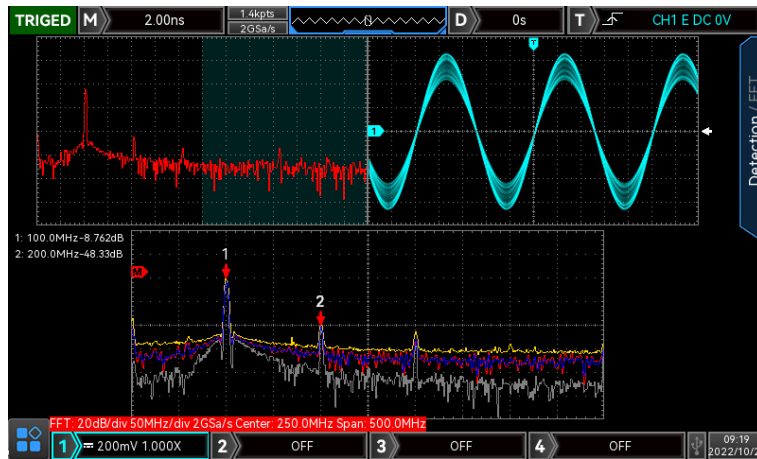 TRIGED M 2.00ns 1.4kpts D 0s T CH1 E DC 0V
2GSa/s
T
1
Detection / FFT
1: 100.0MHz-8.762dB
2: 200.0MHz-48.33dB
1
M
2
FFT: 20dB/div 50MHz/div 2GSa/s Center: 250.0MHz Span: 500.0MHz
1 200mV 1.000X 2 OFF 3 OFF 4 OFF 09:19